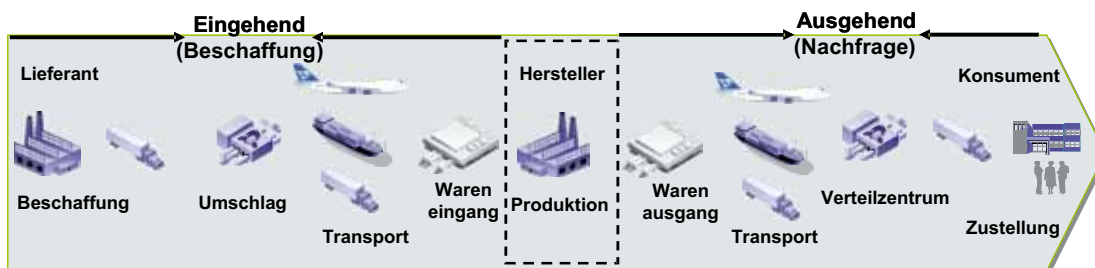 Eingehend
(Beschaffung)
Ausgehend
(Nachfrage)
Lieferant
Hersteller
Konsument
Beschaffung
Umschlag
Transport
Waren
eingang
Produktion
Waren
ausgang
Transport
Verteilzentrum
Zustellung